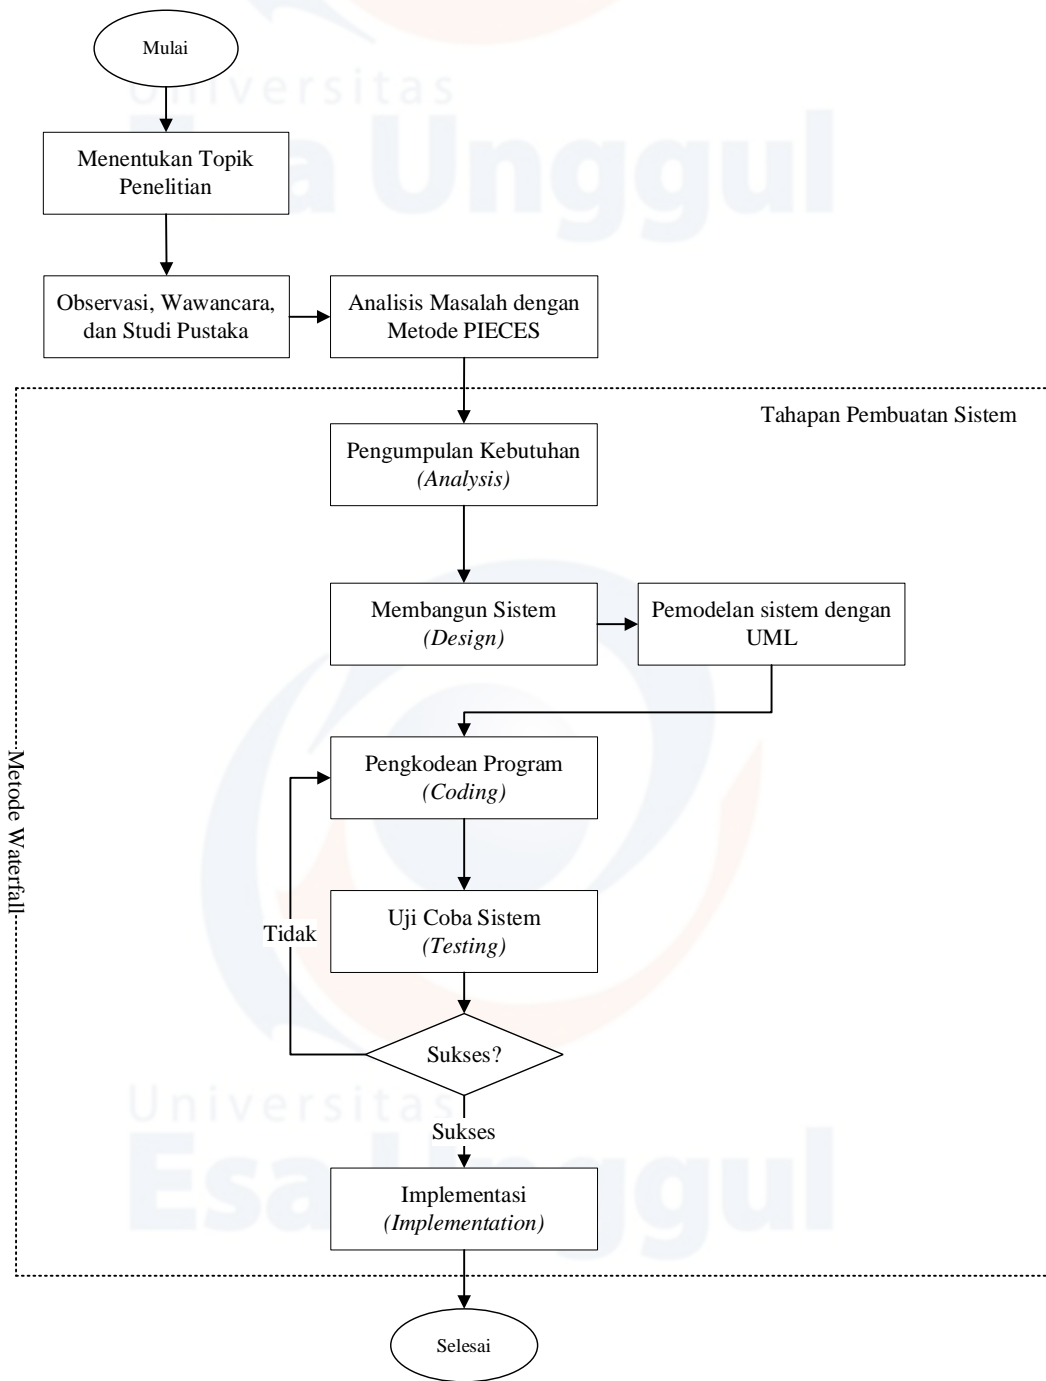 Mulai
Universitas
Esa Unggul
Menentukan Topik
Penelitian
Observasi, Wawancara,
dan Studi Pustaka
Analisis Masalah dengan
Metode PIECES
Tahapan Pembuatan Sistem
Pengumpulan Kebutuhan
(Analysis)
Membangun Sistem
(Design)
Pemodelan sistem dengan
UML
Metode Waterfall
Pengkodean Program
(Coding)
Uji Coba Sistem
(Testing)
Tidak
Sukses?
Universitas
Esa Unggul
Sukses
Implementasi
(Implementation)
Selesai